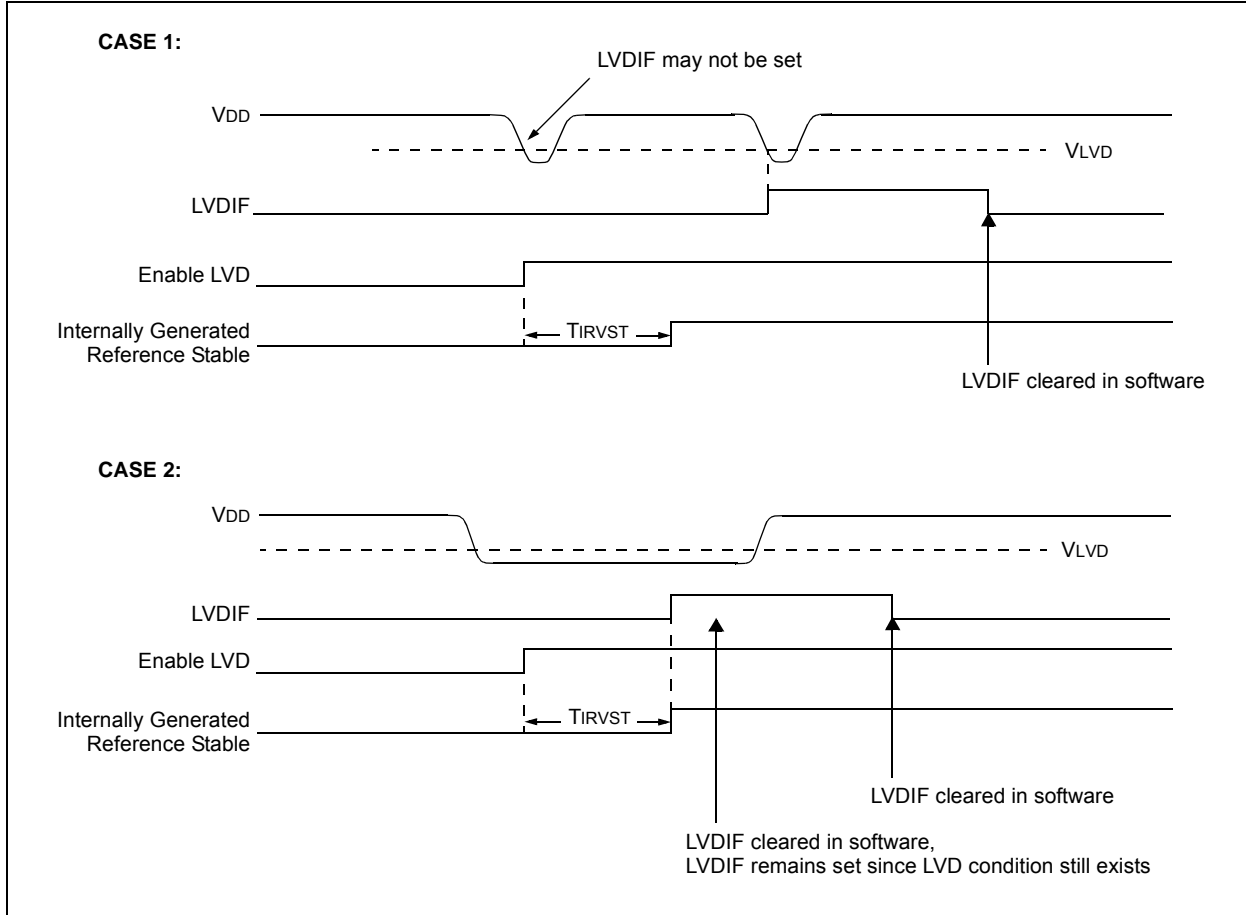 CASE 1:
LVDIF may not be set
VDD
VLVD
LVDIF
Enable LVD
Internally Generated
Reference Stable
TIRVST
LVDIF cleared in software
CASE 2:
VDD
VLVD
LVDIF
Enable LVD
Internally Generated
Reference Stable
TIRVST
LVDIF cleared in software
LVDIF cleared in software,
LVDIF remains set since LVD condition still exists